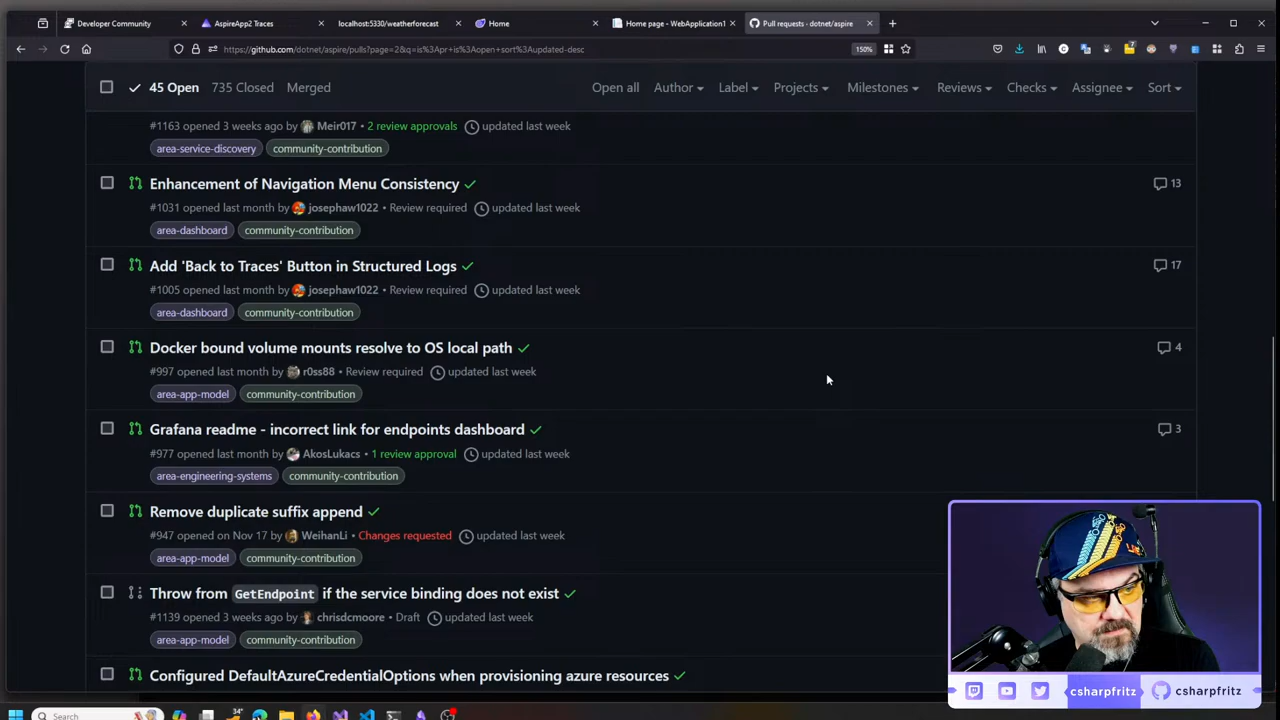 Developer Community
AspireApp2 Traces
localhost:5330/weatherforecast
Home
Home page - WebApplication1
Pull requests · dotnet/aspire
https://github.com/dotnet/aspire/pulls?page=2&q=is%3Apr+is%3Aopen+sort%3Aupdated-desc
150%
45 Open 735 Closed Merged Open all Author Label Projects Milestones Reviews Checks Assignee Sort
#1163 opened 3 weeks ago by Meir017 • 2 review approvals updated last week
area-service-discovery community-contribution
Enhancement of Navigation Menu Consistency 13
#1031 opened last month by josephaw1022 • Review required updated last week
area-dashboard community-contribution
Add 'Back to Traces' Button in Structured Logs 17
#1005 opened last month by josephaw1022 • Review required updated last week
area-dashboard community-contribution
Docker bound volume mounts resolve to OS local path 4
#997 opened last month by r0ss88 • Review required updated last week
area-app-model community-contribution
Grafana readme - incorrect link for endpoints dashboard 3
#977 opened last month by AkosLukacs • 1 review approval updated last week
area-engineering-systems community-contribution
Remove duplicate suffix append
#947 opened on Nov 17 by WeihanLi • Changes requested updated last week
area-app-model community-contribution
Throw from GetEndpoint if the service binding does not exist
#1139 opened 3 weeks ago by chrisdcmoore • Draft updated last week
area-app-model community-contribution
Configured DefaultAzureCredentialOptions when provisioning azure resources
csharpfritz csharpfritz
Search
34°